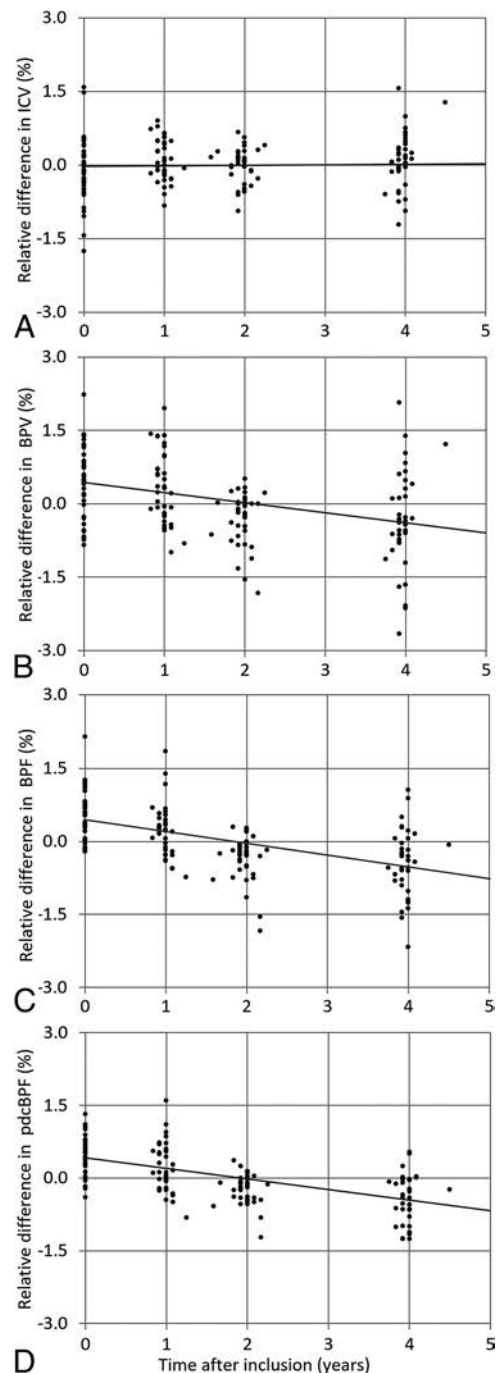 3.0
1.5
0.0
-1.5
-3.0
Relative difference in ICV (%)
A
0 1 2 3 4 5
3.0
1.5
0.0
-1.5
-3.0
Relative difference in BPV (%)
B
0 1 2 3 4 5
3.0
1.5
0.0
-1.5
-3.0
Relative difference in BPF (%)
C
0 1 2 3 4 5
3.0
1.5
0.0
-1.5
-3.0
Relative difference in pdcBPF (%)
D
0 1 2 3 4 5
Time after inclusion (years)